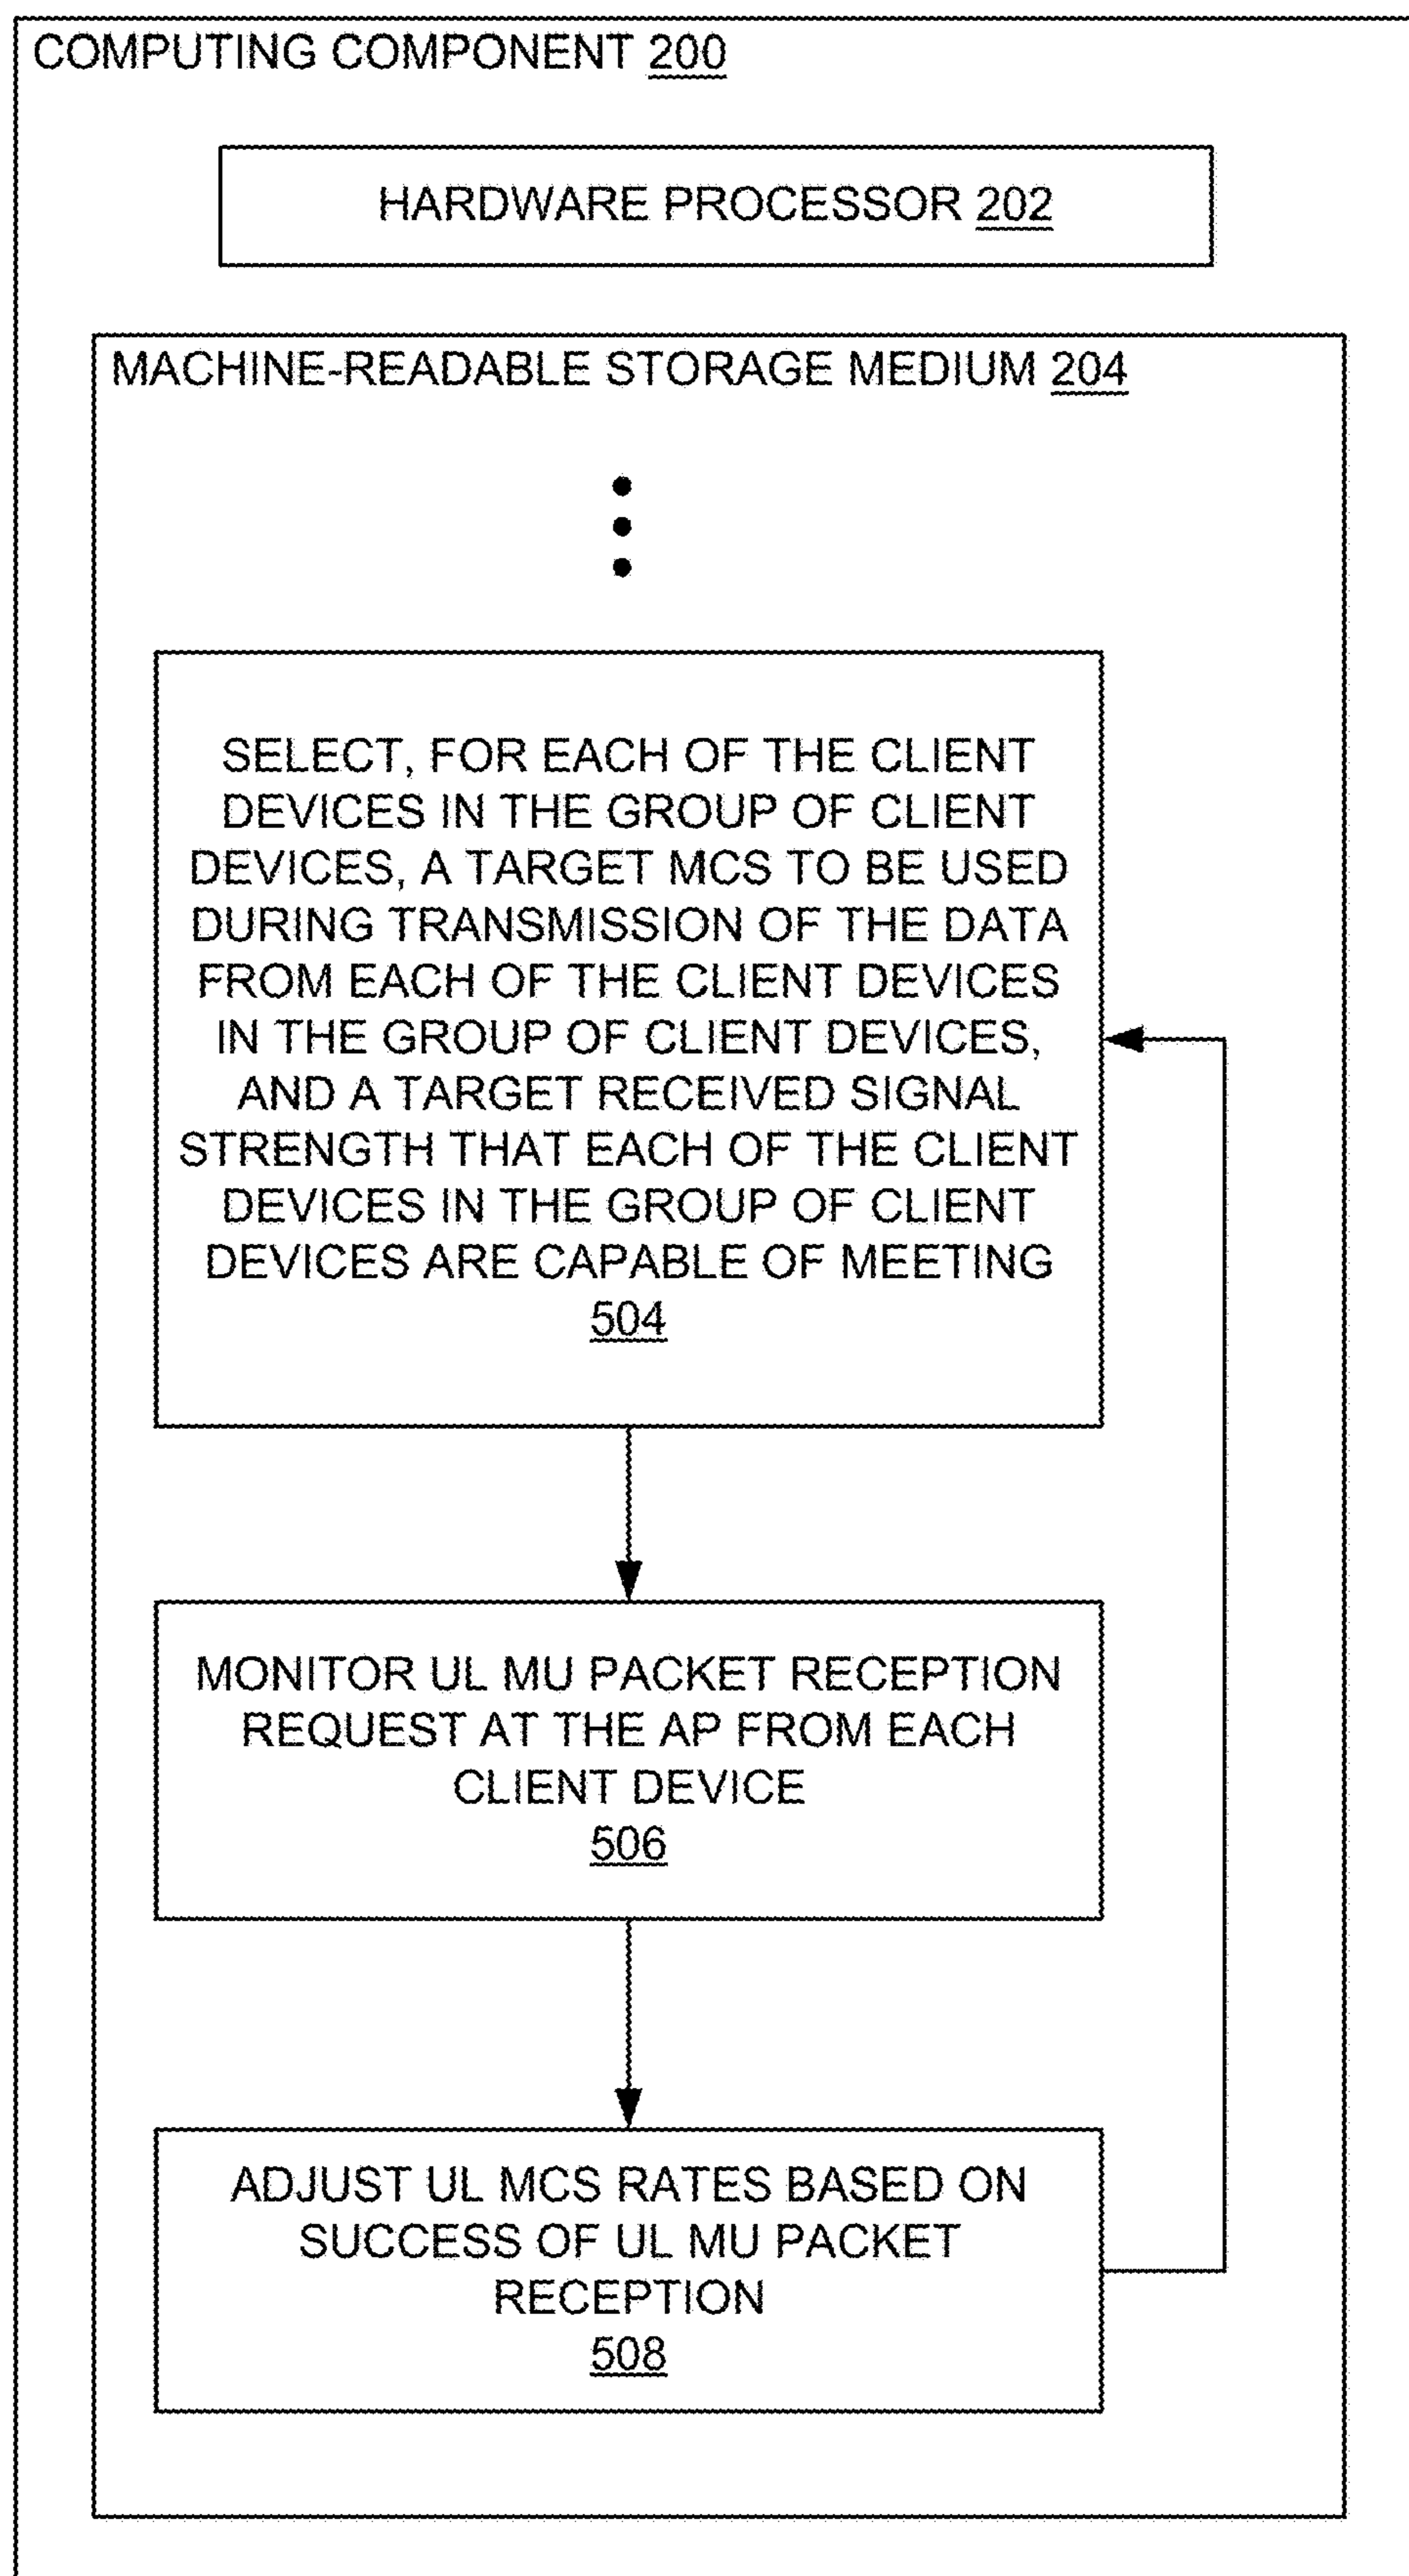 COMPUTING COMPONENT 200
HARDWARE PROCESSOR 202
MACHINE-READABLE STORAGE MEDIUM 204
SELECT, FOR EACH OF THE CLIENT
DEVICES IN THE GROUP OF CLIENT
DEVICES, A TARGET MCS TO BE USED
DURING TRANSMISSION OF THE DATA
FROM EACH OF THE CLIENT DEVICES
IN THE GROUP OF CLIENT DEVICES,
AND A TARGET RECEIVED SIGNAL
STRENGTH THAT EACH OF THE CLIENT
DEVICES IN THE GROUP OF CLIENT
DEVICES ARE CAPABLE OF MEETING
504
MONITOR UL MU PACKET RECEPTION
REQUEST AT THE AP FROM EACH
CLIENT DEVICE
506
ADJUST UL MCS RATES BASED ON
SUCCESS OF UL MU PACKET
RECEPTION
508